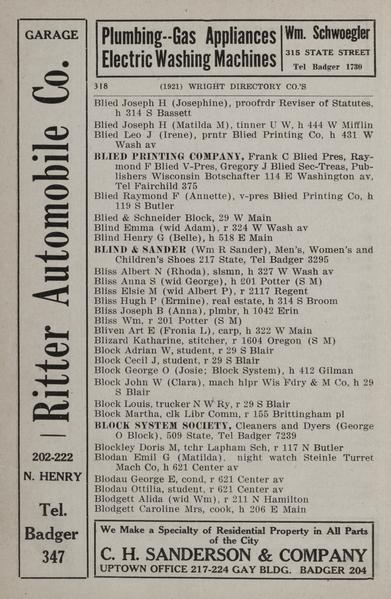 GARAGE
Ritter Automobile Co.
202-222
N. HENRY
Tel.
Badger
347
Plumbing--Gas Appliances
Electric Washing Machines
Wm. Schwoegler
315 STATE STREET
Tel Badger 1730
318 (1921) WRIGHT DIRECTORY CO.'S
Blied Joseph H (Josephine), proofrdr Reviser of Statutes,
h 314 S Bassett
Blied Joseph H (Matilda M), tinner U W, h 444 W Mifflin
Blied Leo J (Irene), prntr Blied Printing Co, h 431 W
Wash av
BLIED PRINTING COMPANY, Frank C Blied Pres, Ray-
mond F Blied V-Pres, Gregory J Blied Sec-Treas, Pub-
lishers Wisconsin Botschafter 114 E Washington av,
Tel Fairchild 375
Blied Raymond F (Annette), v-pres Blied Printing Co, h
119 S Butler
Blied & Schneider Block, 29 W Main
Blind Emma (wid Adam), r 324 W Wash av
Blind Henry G (Belle), h 518 E Main
BLIND & SANDER (Wm R Sander), Men's, Women's and
Children's Shoes 217 State, Tel Badger 3295
Bliss Albert N (Rhoda), slsmn, h 327 W Wash av
Bliss Anna S (wid George), h 201 Potter (S M)
Bliss Elsie M (wid Albert P), r 2117 Regent
Bliss Hugh P (Ermine), real estate, h 314 S Broom
Bliss Joseph B (Anna), plmbr, h 1042 Erin
Bliss Wm, r 201 Potter (S M)
Bliven Art E (Fronia L), carp, h 322 W Main
Blizard Katharine, stitcher, r 1604 Oregon (S M)
Block Adrian W, student, r 29 S Blair
Block Cecil J, student, r 29 S Blair
Block George O (Josie; Block System), h 412 Gilman
Block John W (Clara), mach hlpr Wis Fdry & M Co, h 29
S Blair
Block Louis, trucker N W Ry, r 29 S Blair
Block Martha, clk Libr Comm, r 155 Brittingham pl
BLOCK SYSTEM SOCIETY, Cleaners and Dyers (George
O Block), 509 State, Tel Badger 7239
Blockley Doris M, tchr Lapham Sch, r 117 N Butler
Blodan Emil G (Matilda), night watch Steinle Turret
Mach Co, h 621 Center av
Blodau George E, cond, r 621 Center av
Blodau Ottilia, student, r 621 Center av
Blodgett Alida (wid Wm), r 211 N Hamilton
Blodgett Caroline Mrs, cook, h 206 E Main
We Make a Specialty of Residential Property in All Parts
of the City
C. H. SANDERSON & COMPANY
UPTOWN OFFICE 217-224 GAY BLDG. BADGER 204